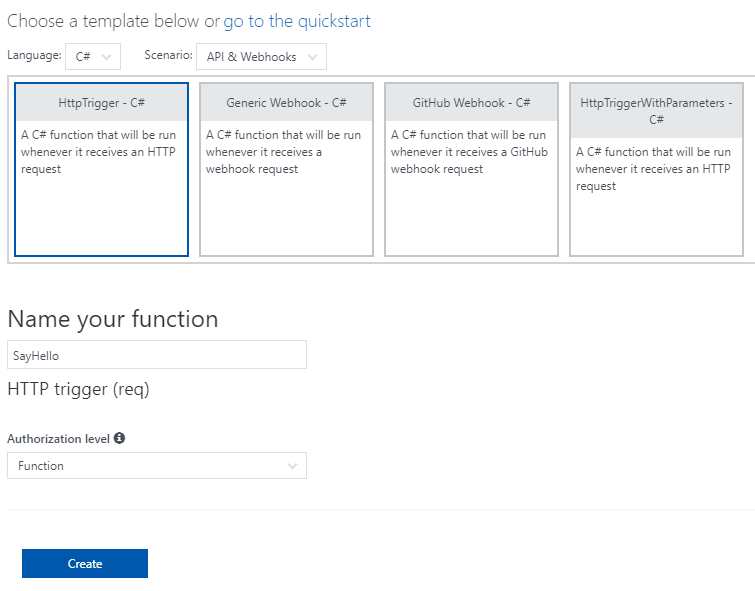 Choose a template below or go to the quickstart
Language: C# Scenario: API & Webhooks
HttpTrigger - C#
A C# function that will be run
whenever it receives an HTTP
request
Generic Webhook - C#
A C# function that will be run
whenever it receives a
webhook request
GitHub Webhook - C#
A C# function that will be run
whenever it receives a GitHub
webhook request
HttpTriggerWithParameters -
C#
A C# function that will be run
whenever it receives an HTTP
request
Name your function
SayHello
HTTP trigger (req)
Authorization level
Function
Create